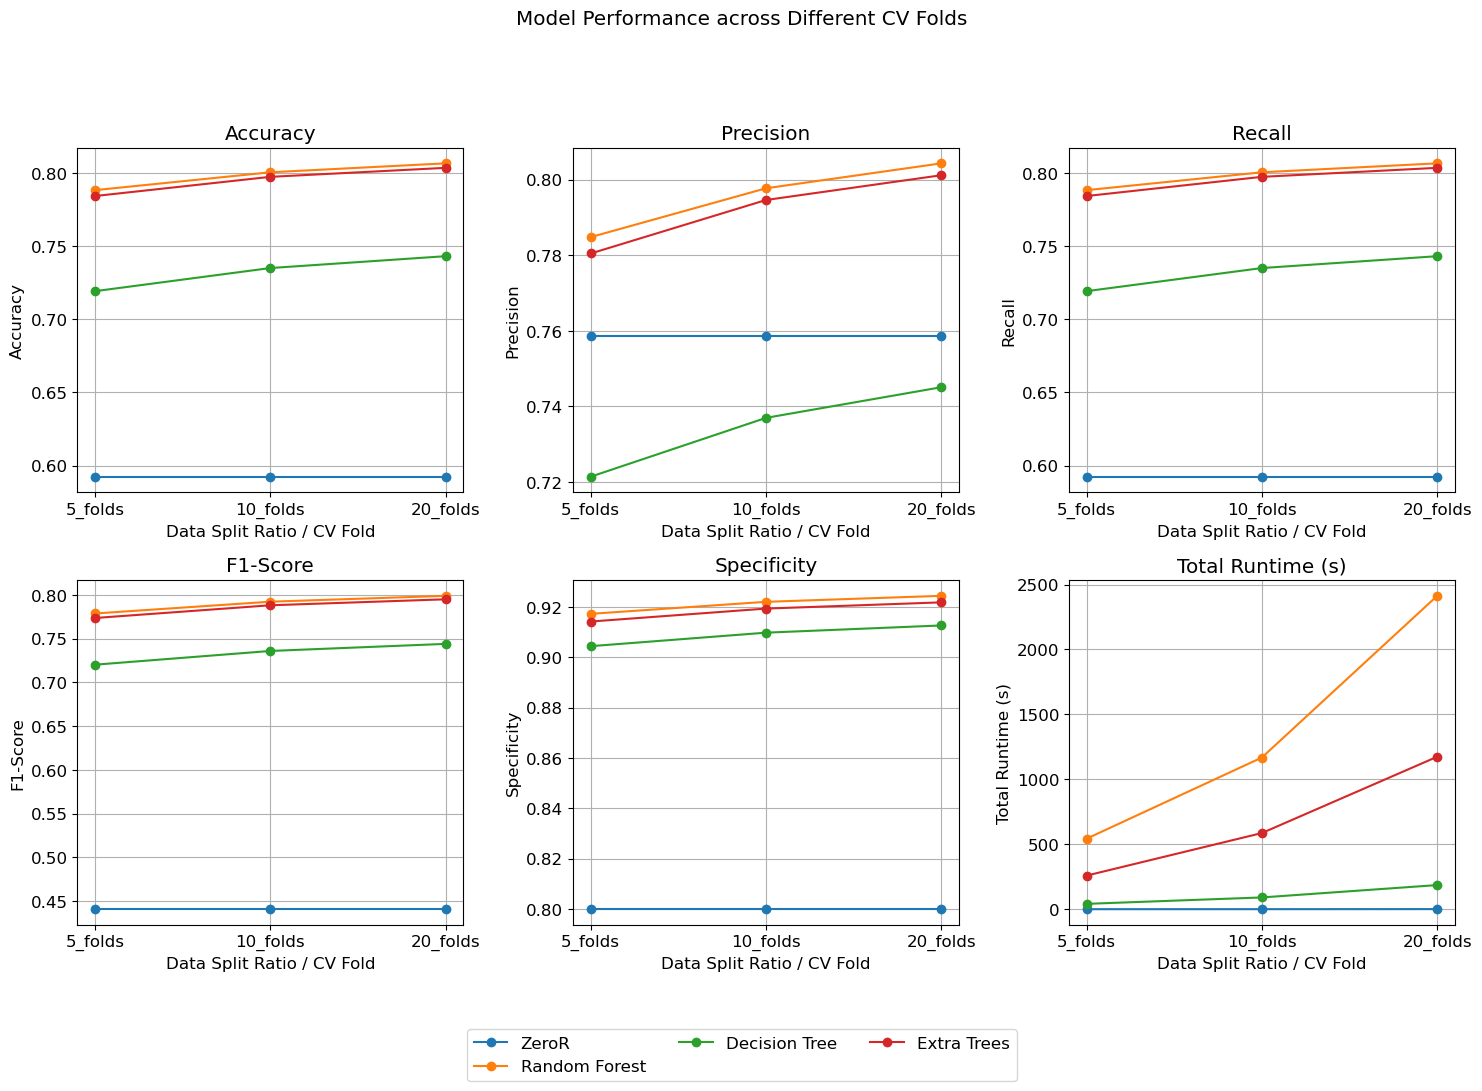 Model Performance across Different CV Folds
Accuracy
Accuracy
0.80
0.75
0.70
0.65
0.60
5_folds 10_folds 20_folds
Data Split Ratio / CV Fold
Precision
Precision
0.80
0.78
0.76
0.74
0.72
5_folds 10_folds 20_folds
Data Split Ratio / CV Fold
Recall
Recall
0.80
0.75
0.70
0.65
0.60
5_folds 10_folds 20_folds
Data Split Ratio / CV Fold
F1-Score
F1-Score
0.80
0.75
0.70
0.65
0.60
0.55
0.50
0.45
5_folds 10_folds 20_folds
Data Split Ratio / CV Fold
Specificity
Specificity
0.92
0.90
0.88
0.86
0.84
0.82
0.80
5_folds 10_folds 20_folds
Data Split Ratio / CV Fold
Total Runtime (s)
Total Runtime (s)
2500
2000
1500
1000
500
0
5_folds 10_folds 20_folds
Data Split Ratio / CV Fold
ZeroR Decision Tree Extra Trees
Random Forest